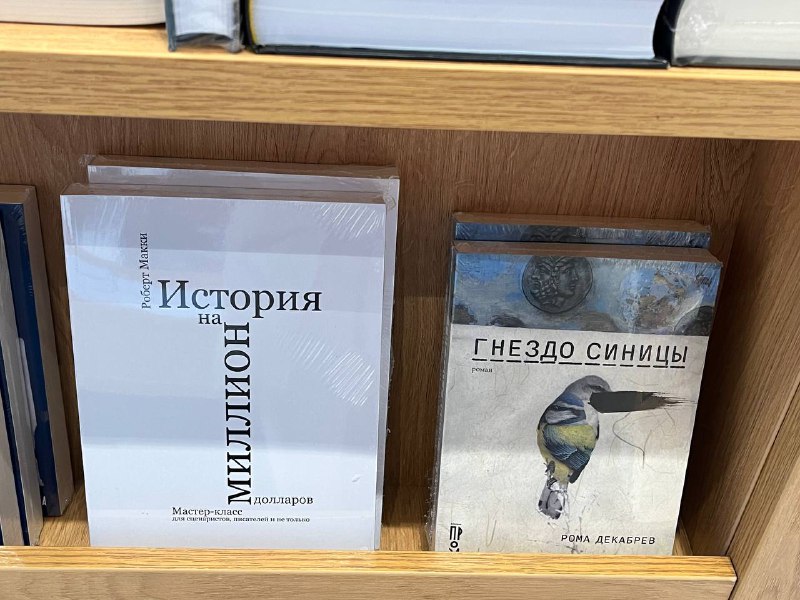 Роберт Макки
История
на
миллион
долларов
Мастер-класс
для сценаристов, писателей и не только
ГНЕЗДО СИНИЦЫ
роман
РОМА ДЕКАБРЕВ